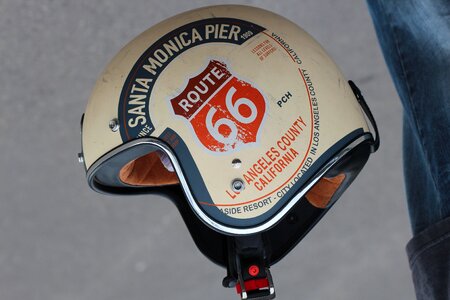 SANTA MONICA PIER
1909
ROUTE
66
PCH
LOS ANGELES COUNTY
CALIFORNIA
ASIDE RESORT - CITY LOCATED IN LOS ANGELES COUNTY, CALIFORNIA